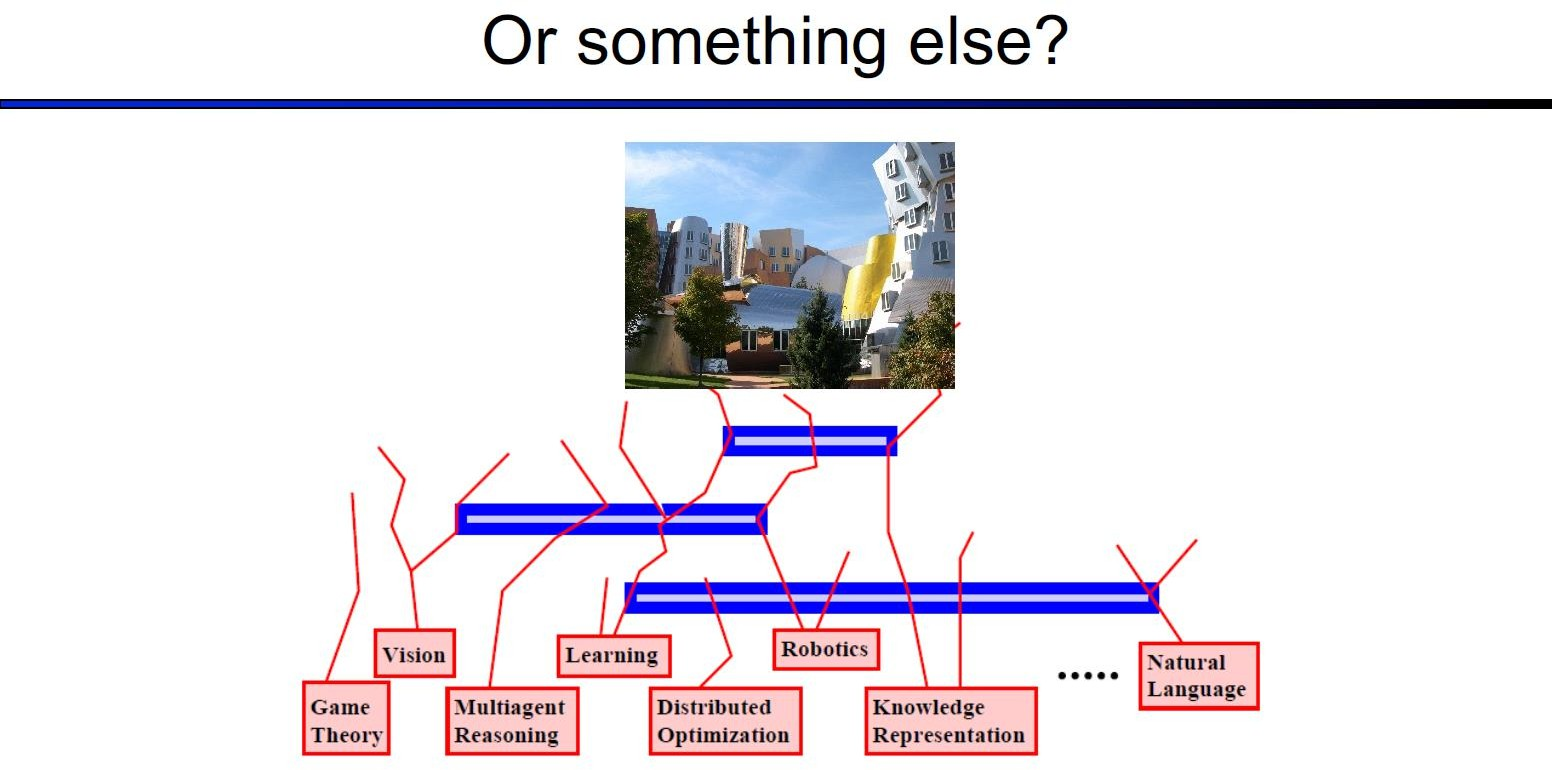 Or something else?
Vision
Learning
Robotics
Natural
Language
Game
Theory
Multiagent
Reasoning
Distributed
Optimization
Knowledge
Representation
.....